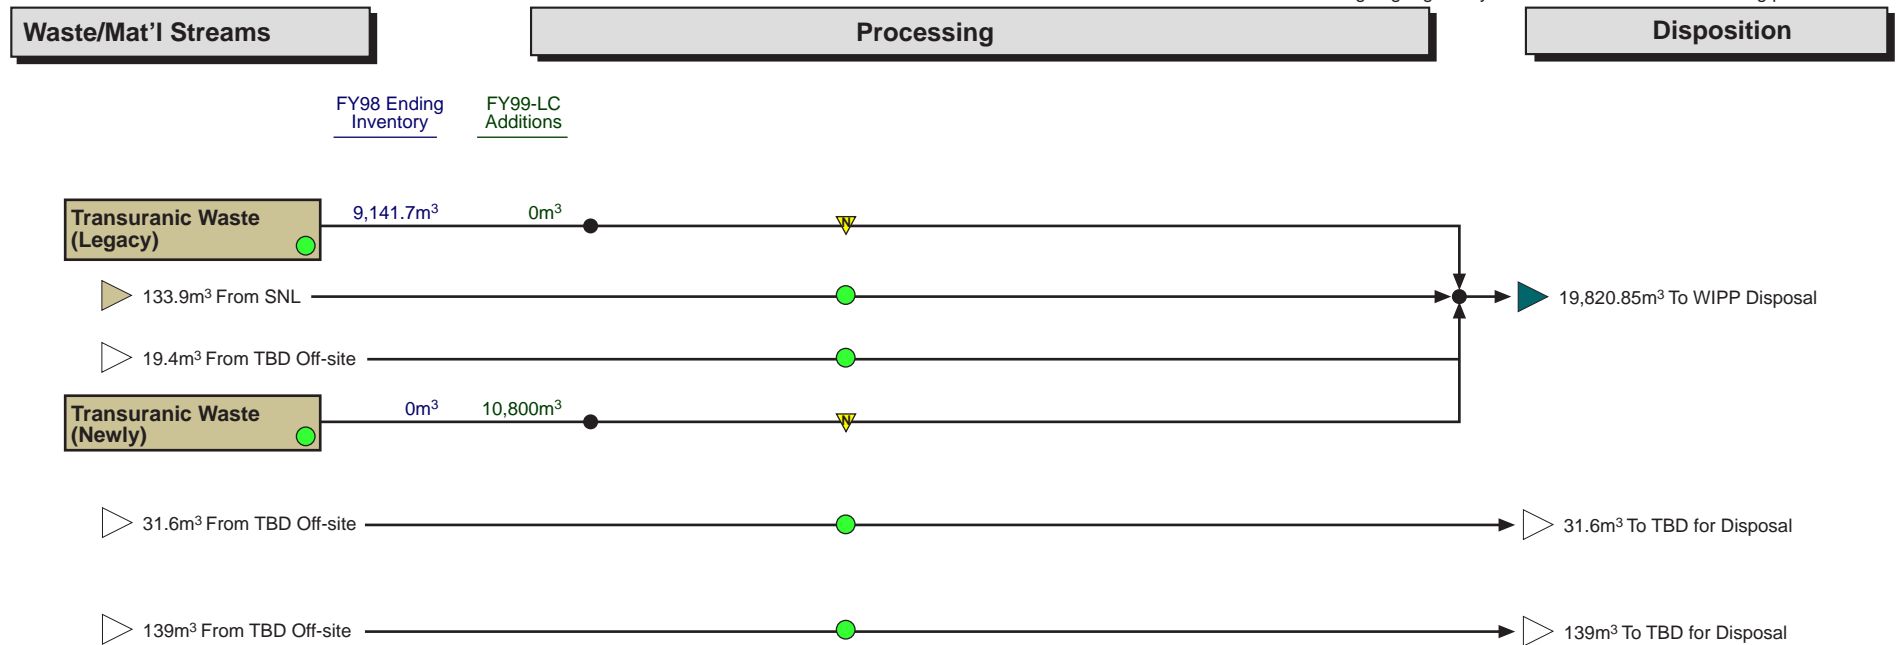 Waste/Mat’l Streams
Processing
Disposition
FY98 Ending
Inventory
FY99-LC
Additions
Transuranic Waste
(Legacy)
9,141.7m³
0m³
N
133.9m³ From SNL
19,820.85m³ To WIPP Disposal
19.4m³ From TBD Off-site
Transuranic Waste
(Newly)
0m³
10,800m³
N
31.6m³ From TBD Off-site
31.6m³ To TBD for Disposal
139m³ From TBD Off-site
139m³ To TBD for Disposal